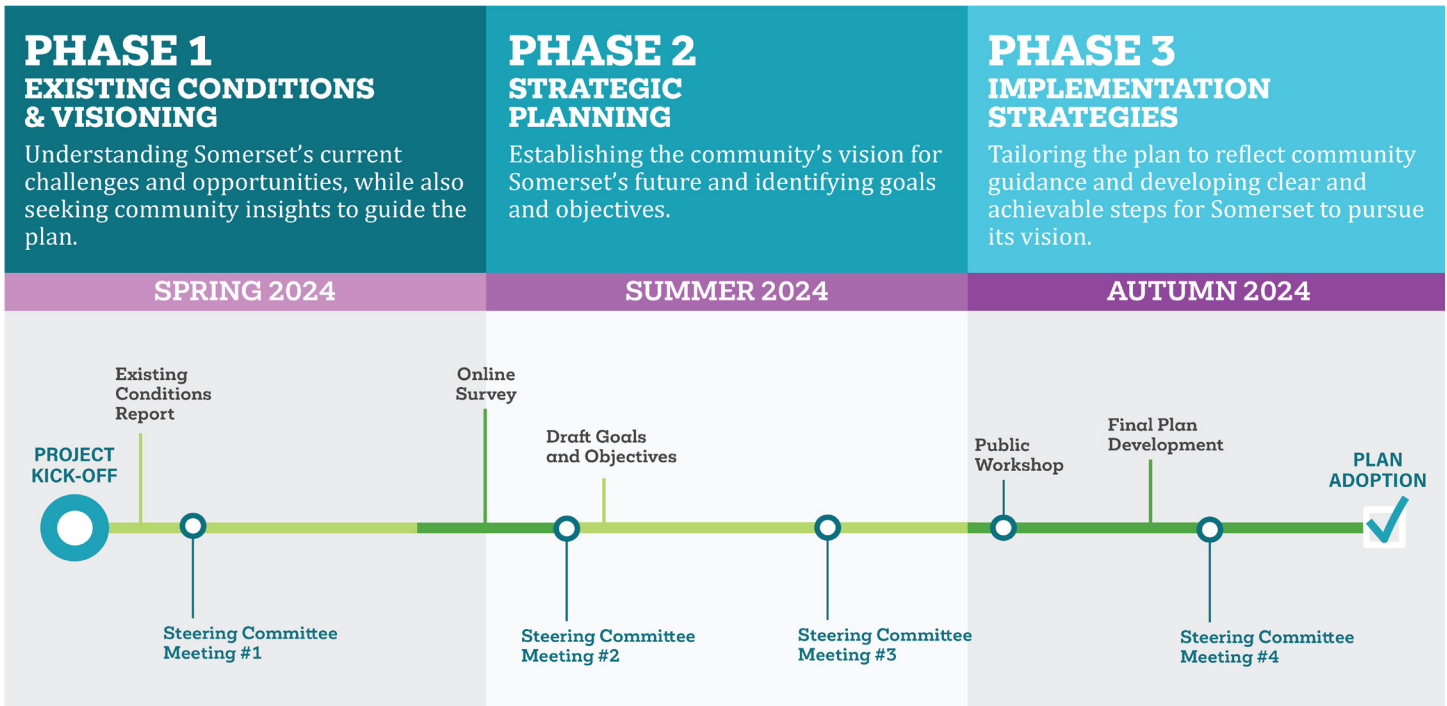 PHASE 1
EXISTING CONDITIONS
& VISIONING
Understanding Somerset's current
challenges and opportunities, while also
seeking community insights to guide the
plan.
PHASE 2
STRATEGIC
PLANNING
Establishing the community's vision for
Somerset's future and identifying goals
and objectives.
PHASE 3
IMPLEMENTATION
STRATEGIES
Tailoring the plan to reflect community
guidance and developing clear and
achievable steps for Somerset to pursue
its vision.
SPRING 2024
SUMMER 2024
AUTUMN 2024
PROJECT
KICK-OFF
Existing
Conditions
Report
Steering Committee
Meeting #1
Online
Survey
Steering Committee
Meeting #2
Draft Goals
and Objectives
Steering Committee
Meeting #3
Public
Workshop
Final Plan
Development
Steering Committee
Meeting #4
PLAN
ADOPTION